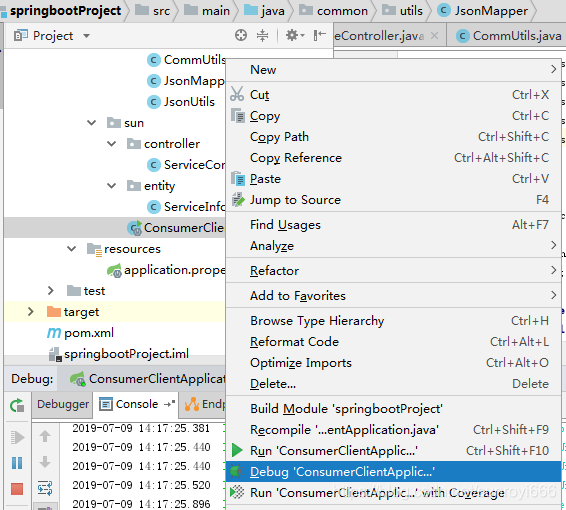 springbootProject src main java common utils JsonMapper
Project
eController.java CommUtils.java
CommUtils
JsonMapp
JsonUtils
sun
controller
ServiceCor
entity
ServiceInfo
ConsumerClie
resources
application.prope
test
target
pom.xml
springbootProject.iml
New
Cut Ctrl+X
Copy Ctrl+C
Copy Path Ctrl+Shift+C
Copy Reference Ctrl+Alt+Shift+C
Paste Ctrl+V
Jump to Source F4
Find Usages Alt+F7
Analyze
Refactor
Add to Favorites
Browse Type Hierarchy Ctrl+H
Reformat Code Ctrl+Alt+L
Optimize Imports Ctrl+Alt+O
Delete... Delete
Build Module 'springbootProject'
Recompile '...entApplication.java' Ctrl+Shift+F9
Run 'ConsumerClientApplic...' Ctrl+Shift+F10
Debug 'ConsumerClientApplic...'
Run 'ConsumerClientApplic...' with Coverage
Debug: ConsumerClientApplicat
Debugger Console Endp
2019-07-09 14:17:25.381
2019-07-09 14:17:25.440
2019-07-09 14:17:25.440
2019-07-09 14:17:25.520
2019-07-09 14:17:25.896